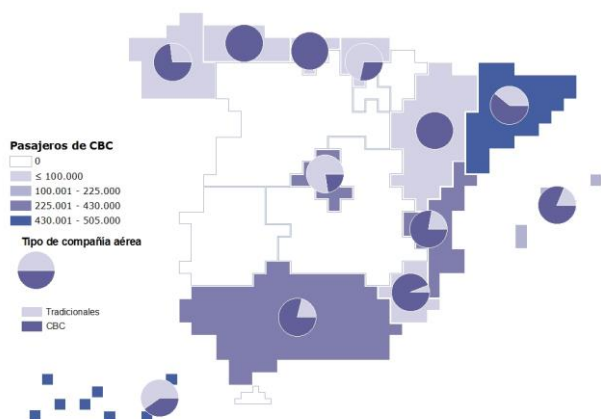 Pasajeros de CBC
0
≤ 100.000
100.001 - 225.000
225.001 - 430.000
430.001 - 505.000
Tipo de compañia aérea
Tradicionales
CBC